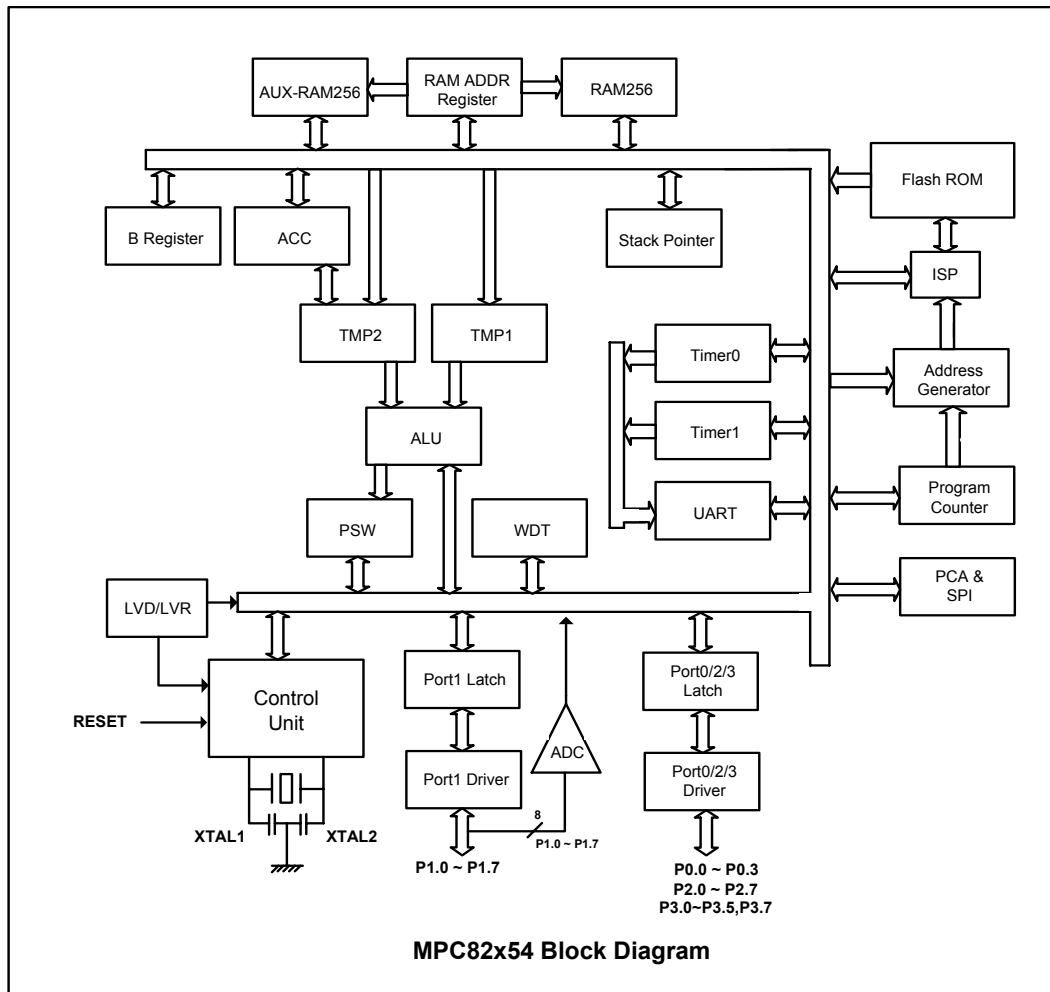 AUX-RAM256
RAM ADDR
Register
RAM256
Flash ROM
B Register
ACC
Stack Pointer
ISP
TMP2
TMP1
Timer0
Address
Generator
ALU
Timer1
PSW
WDT
UART
Program
Counter
LVD/LVR
PCA &
SPI
Control
Unit
RESET
Port1 Latch
Port0/2/3
Latch
ADC
Port1 Driver
Port0/2/3
Driver
XTAL1
XTAL2
8
P1.0 ~ P1.7
P1.0 ~ P1.7
P0.0 ~ P0.3
P2.0 ~ P2.7
P3.0~P3.5,P3.7
MPC82x54 Block Diagram